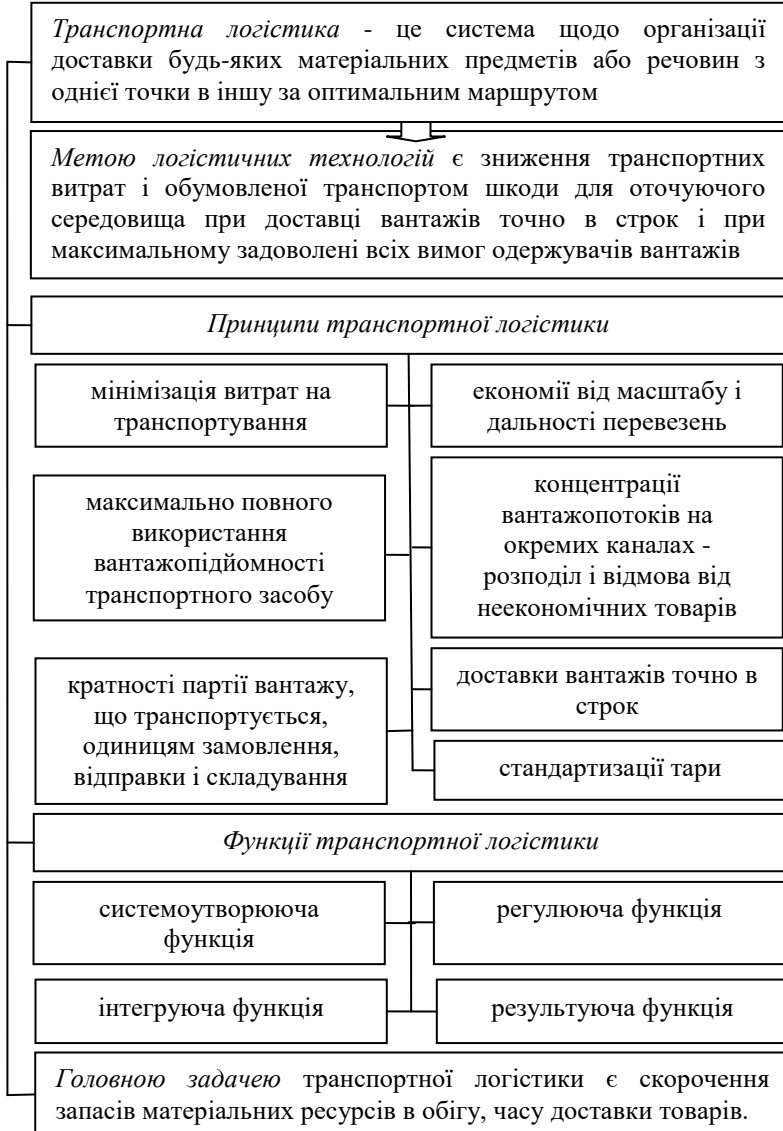 Транспортна логістика - це система щодо організації
доставки будь-яких матеріальних предметів або речовин з
однієї точки в іншу за оптимальним маршрутом
Метою логістичних технологій є зниження транспортних
витрат і обумовленої транспортом шкоди для оточуючого
середовища при доставці вантажів точно в строк і при
максимальному задоволені всіх вимог одержувачів вантажів
Принципи транспортної логістики
мінімізація витрат на
транспортування
економії від масштабу і
дальності перевезень
максимально повного
використання
вантажопідйомності
транспортного засобу
концентрації
вантажопотоків на
окремих каналах -
розподіл і відмова від
неекономічних товарів
кратності партії вантажу,
що транспортується,
одиницям замовлення,
відправки і складування
доставки вантажів точно в
строк
стандартизації тари
Функції транспортної логістики
системоутворююча
функція
регулююча функція
інтегруюча функція
результуюча функція
Головною задачею транспортної логістики є скорочення
запасів матеріальних ресурсів в обігу, часу доставки товарів.